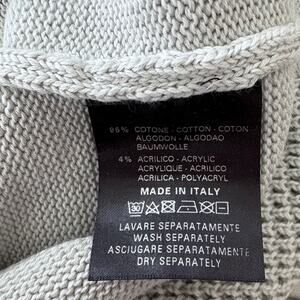 96% COTONE - COTTON - COTON
ALGODON - ALGODAO
BAUMWOLLE
4% ACRILICO - ACRYLIC
ACRYLIQUE - ACRILICO
ACRILICA - POLYACRYL
MADE IN ITALY
30
LAVARE SEPARATAMENTE
WASH SEPARATELY
ASCIUGARE SEPARATAMENTE
DRY SEPARATELY